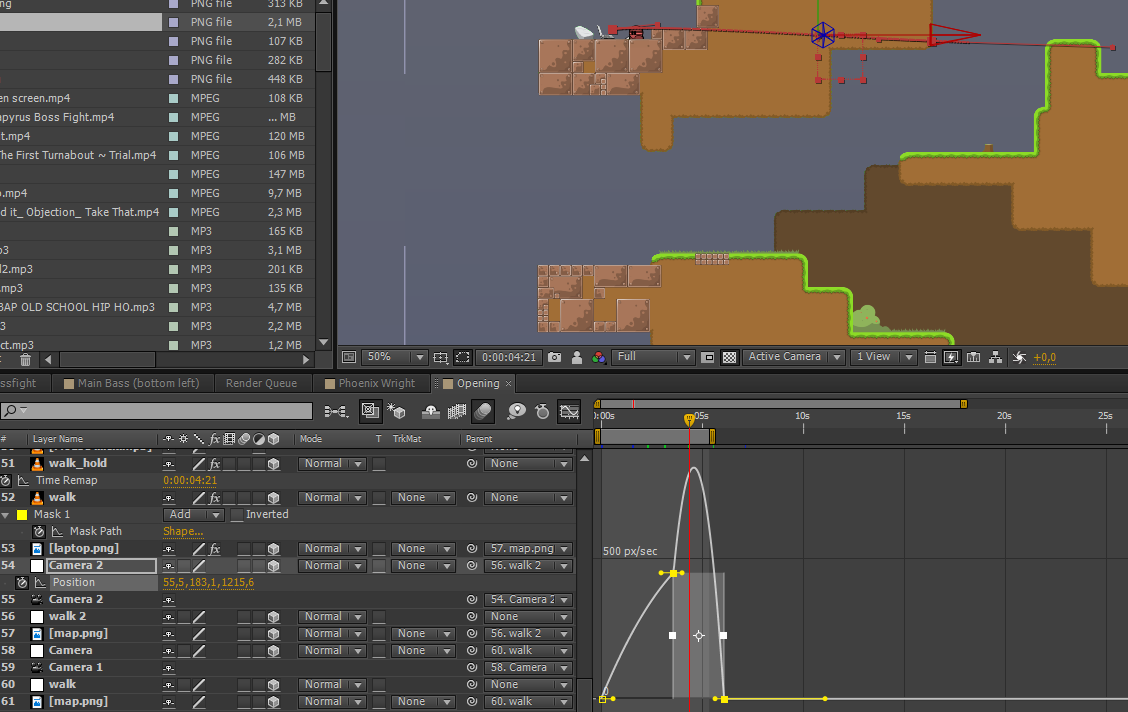 ng PNG file 313 KB
PNG file 2,1 MB
PNG file 107 KB
PNG file 282 KB
PNG file 448 KB
en screen.mp4 MPEG 108 KB
apyrus Boss Fight.mp4 MPEG ... MB
t.mp4 MPEG 120 MB
The First Turnabout ~ Trial.mp4 MPEG 106 MB
MPEG 147 MB
o.mp4 MPEG 9,7 MB
d it_ Objection_ Take That.mp4 MPEG 2,3 MB
MP3 165 KB
p3 MP3 3,1 MB
l2.mp3 MP3 201 KB
.mp3 MP3 135 KB
BAP OLD SCHOOL HIP HO.mp3 MP3 4,7 MB
3 MP3 2,2 MB
ct.mp3 MP3 1,2 MB
50% 0:00:04:21 Full Active Camera 1 View +0,0
ssfight Main Bass (bottom left) Render Queue Phoenix Wright Opening ×
:00s 05s 10s 15s 20s 25s
# Layer Name fx Mode T TrkMat Parent
51 walk_hold fx Normal None
Time Remap 0:00:04:21
52 walk fx Normal None None
Mask 1 Add Inverted
Mask Path Shape...
53 [laptop.png] fx Normal None 57. map.png
54 Camera 2 Normal None 56. walk 2
Position 55,5,183,1,1215,6
55 Camera 2 54. Camera 2
56 walk 2 Normal None None
57 [map.png] Normal None 56. walk 2
58 Camera Normal None 60. walk
59 Camera 1 58. Camera
60 walk Normal None None
61 [map.png] Normal None 60. walk
500 px/sec
0